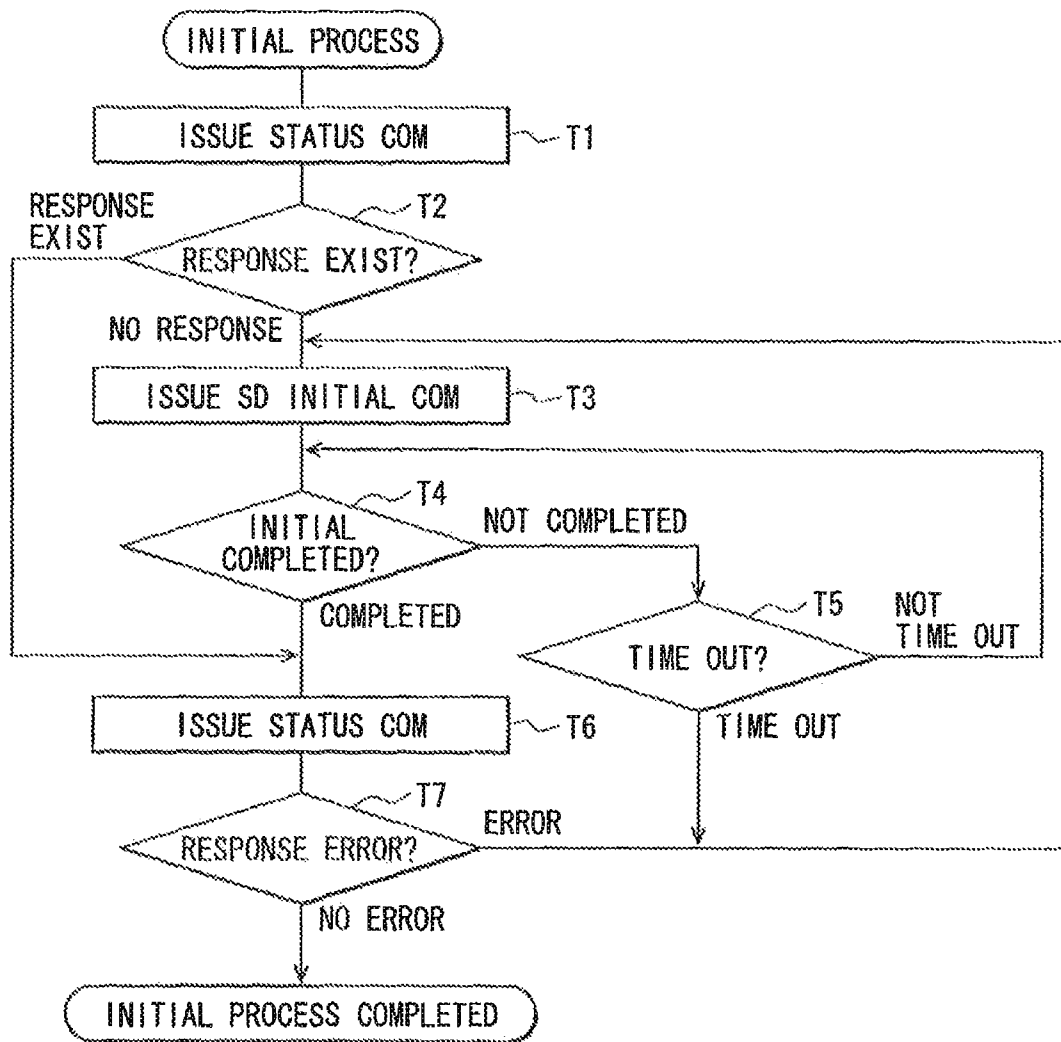 INITIAL PROCESS
ISSUE STATUS COM
T1
RESPONSE
EXIST
T2
RESPONSE EXIST?
NO RESPONSE
ISSUE SD INITIAL COM
T3
T4
INITIAL
COMPLETED?
NOT COMPLETED
COMPLETED
T5
NOT
TIME OUT
TIME OUT?
TIME OUT
ISSUE STATUS COM
T6
T7
RESPONSE ERROR?
ERROR
NO ERROR
INITIAL PROCESS COMPLETED